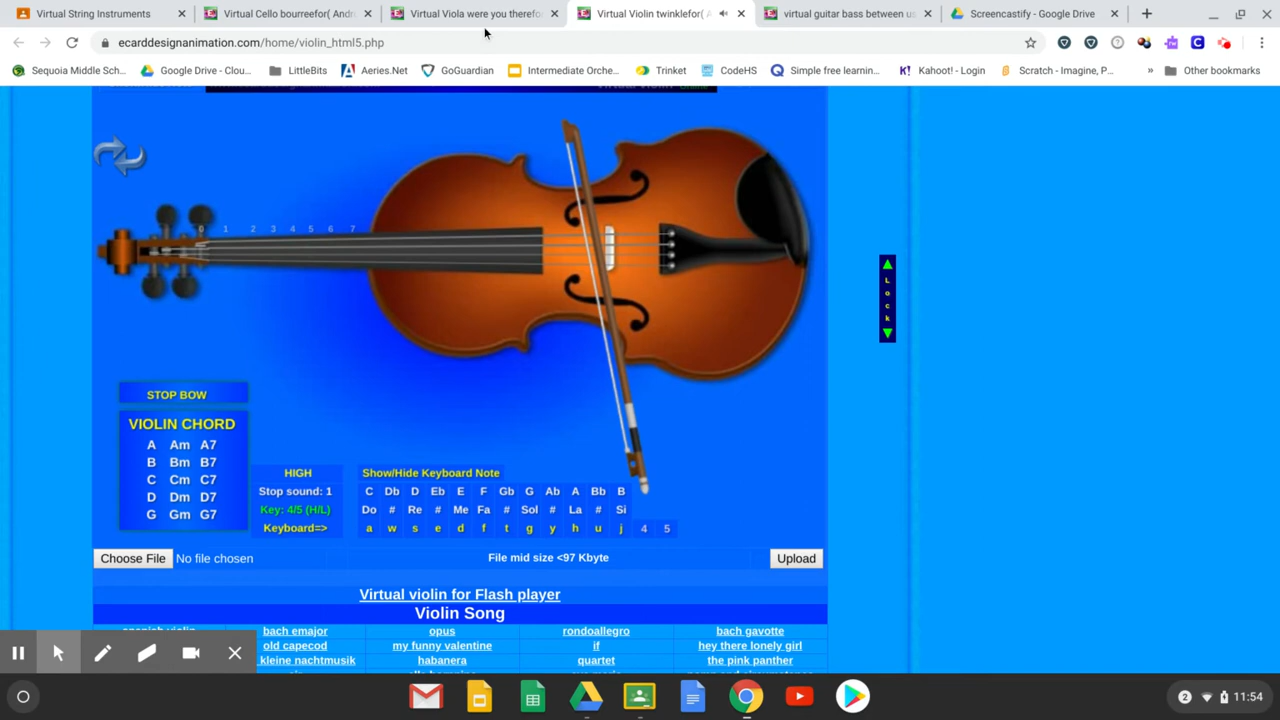 Virtual String Instruments
Virtual Cello bourreefor( Andr
Virtual Viola were you therefo
Virtual Violin twinklefor( A
virtual guitar bass between us
Screencastify - Google Drive
ecarddesignanimation.com/home/violin_html5.php
Sequoia Middle Sch...
Google Drive - Clou...
LittleBits
Aeries.Net
GoGuardian
Intermediate Orche...
Trinket
CodeHS
Simple free learnin...
Kahoot! - Login
Scratch - Imagine, P...
»
Other bookmarks
0 1 2 3 4 5 6 7
Lock
STOP BOW
VIOLIN CHORD
A Am A7
B Bm B7
C Cm C7
D Dm D7
G Gm G7
HIGH
Stop sound: 1
Key: 4/5 (H/L)
Keyboard=>
Show/Hide Keyboard Note
C Db D Eb E F Gb G Ab A Bb B
Do # Re # Me Fa # Sol # La # Si
a w s e d f t g y h u j 4 5
Choose File No file chosen
File mid size <97 Kbyte
Upload
Virtual violin for Flash player
Violin Song
bach emajor opus rondoallegro bach gavotte
old capecod my funny valentine if hey there lonely girl
kleine nachtmusik habanera quartet the pink panther
2
11:54